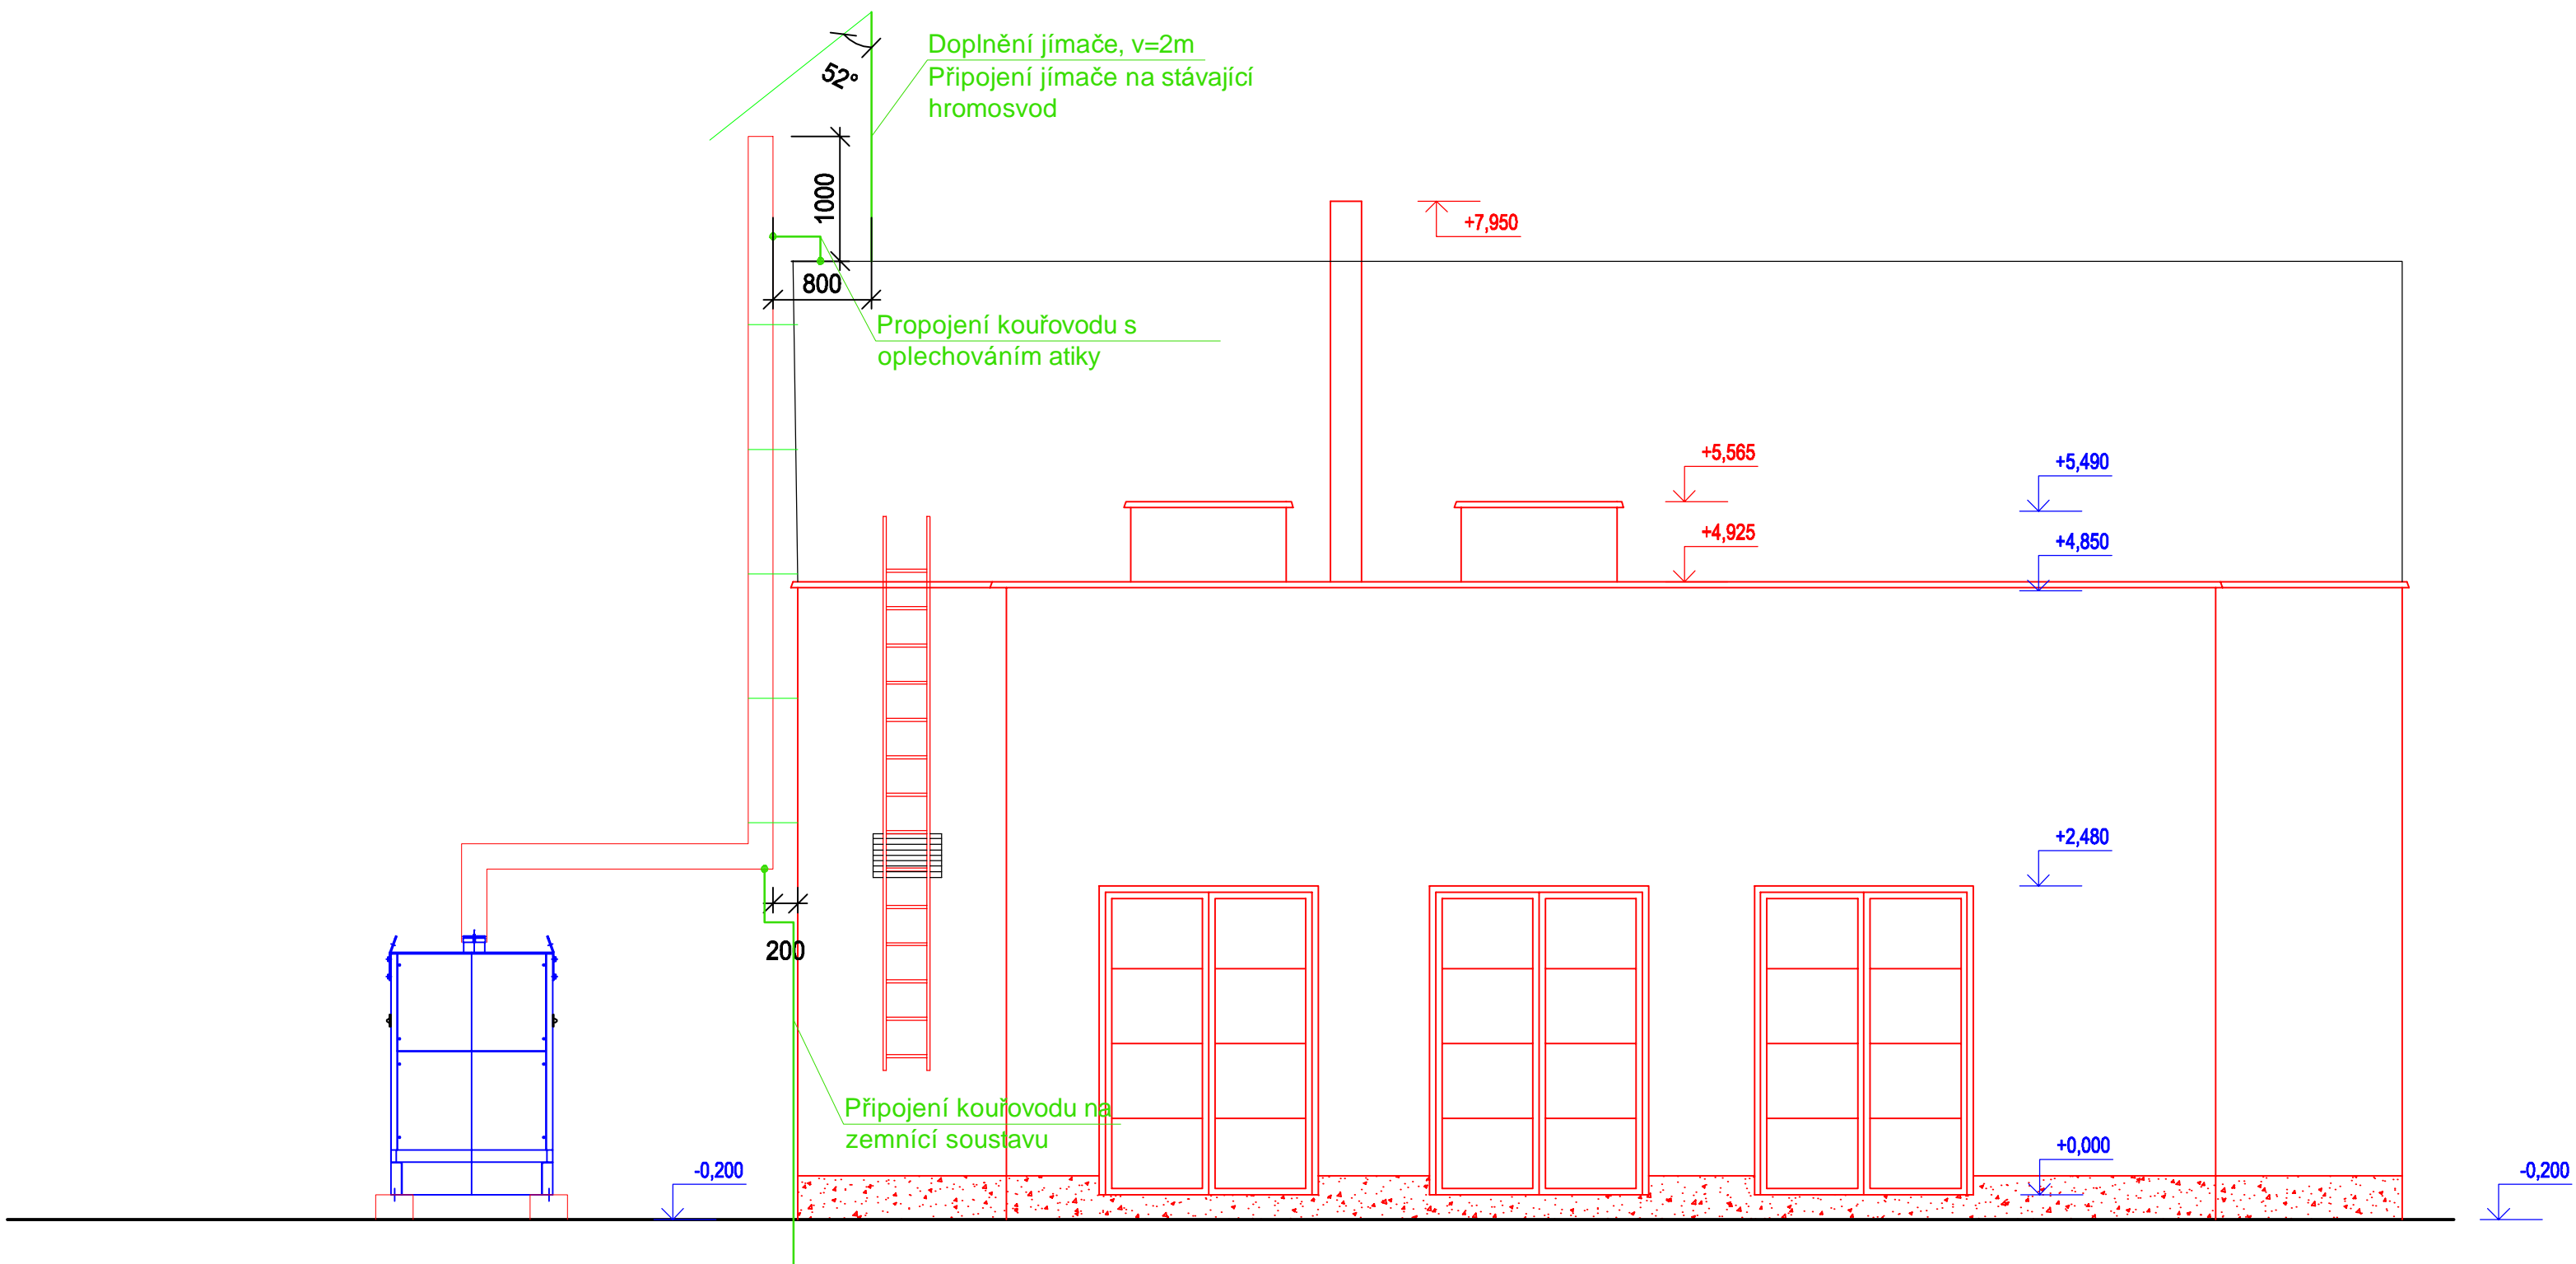 52°
Doplnění jímače, v=2m
Připojení jímače na stávající
hromosvod
1000
+7,950
800
Propojení kouřovodu s
oplechováním atiky
+5,565
+5,490
+4,925
+4,850
+2,480
200
Připojení kouřovodu na
zemnící soustavu
+0,000
-0,200
-0,200